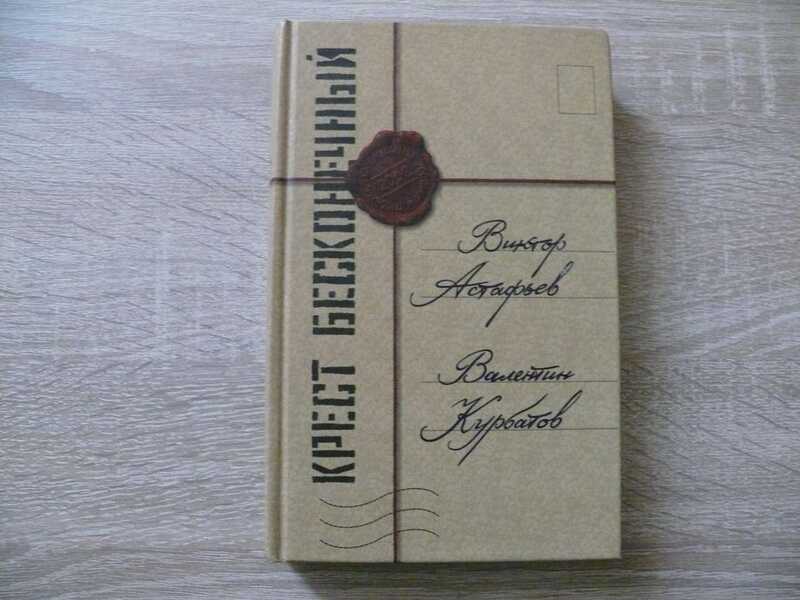 КРЕСТ БЕСКОНЕЧНЫЙ
Виктор
Астафьев
Валентин
Курбатов